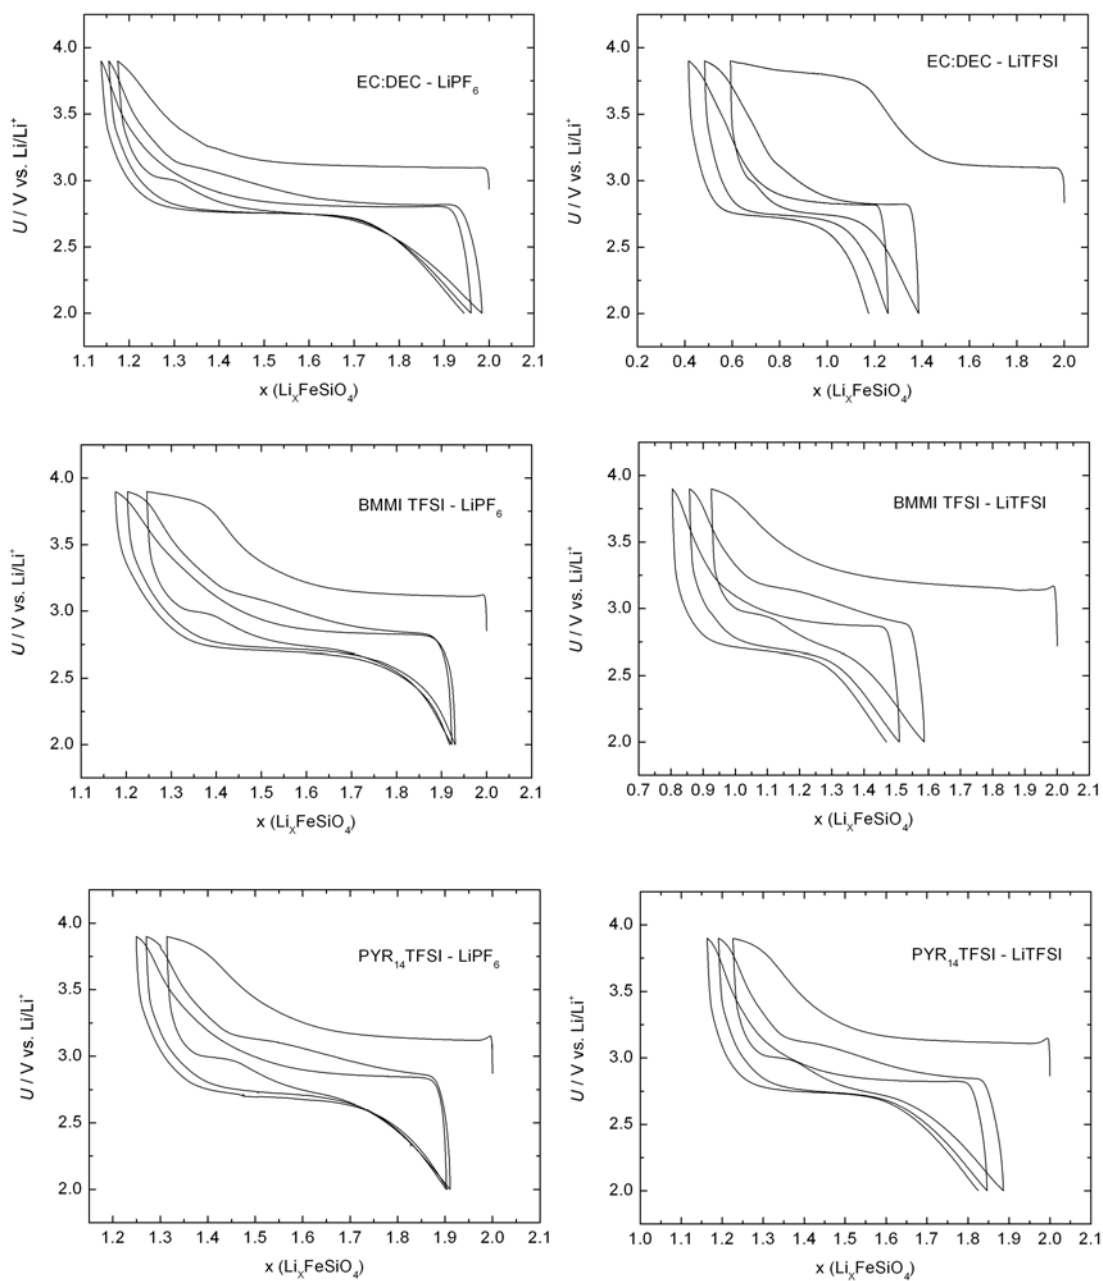 EC:DEC - LiPF₆
4.0
3.5
3.0
2.5
2.0
U / V vs. Li/Li⁺
1.1 1.2 1.3 1.4 1.5 1.6 1.7 1.8 1.9 2.0 2.1
x (LiₓFeSiO₄)
EC:DEC - LiTFSI
4.0
3.5
3.0
2.5
2.0
U / V vs. Li/Li⁺
0.2 0.4 0.6 0.8 1.0 1.2 1.4 1.6 1.8 2.0
x (LiₓFeSiO₄)
BMMI TFSI - LiPF₆
4.0
3.5
3.0
2.5
2.0
U / V vs. Li/Li⁺
1.1 1.2 1.3 1.4 1.5 1.6 1.7 1.8 1.9 2.0 2.1
x (LiₓFeSiO₄)
BMMI TFSI - LiTFSI
4.0
3.5
3.0
2.5
2.0
U / V vs. Li/Li⁺
0.7 0.8 0.9 1.0 1.1 1.2 1.3 1.4 1.5 1.6 1.7 1.8 1.9 2.0 2.1
x (LiₓFeSiO₄)
PYR₁₄TFSI - LiPF₆
4.0
3.5
3.0
2.5
2.0
U / V vs. Li/Li⁺
1.2 1.3 1.4 1.5 1.6 1.7 1.8 1.9 2.0 2.1
x (LiₓFeSiO₄)
PYR₁₄TFSI - LiTFSI
4.0
3.5
3.0
2.5
2.0
U / V vs. Li/Li⁺
1.0 1.1 1.2 1.3 1.4 1.5 1.6 1.7 1.8 1.9 2.0 2.1
x (LiₓFeSiO₄)